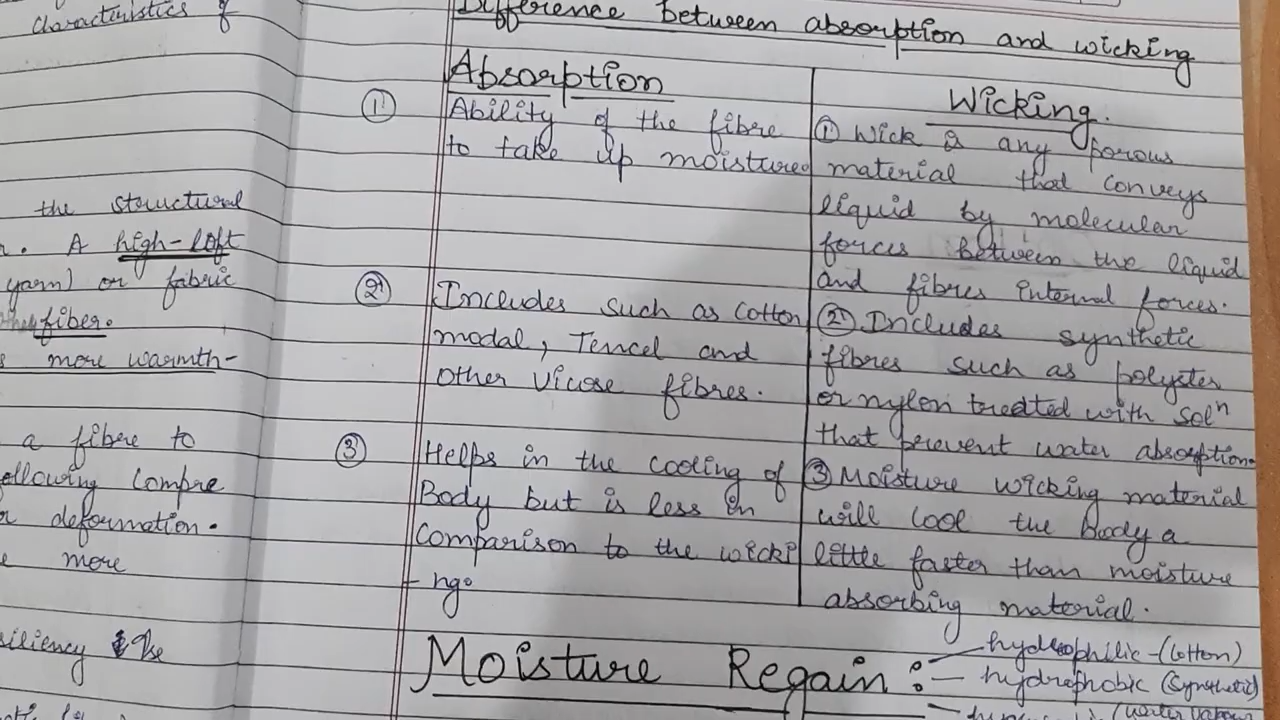 characteristics of
the structural
. A high-loft
yarn) or fabric
fiber.
more warmth-
a fibre to
following compre
deformation.
more
siliency the
Difference between absorption and wicking
Absorption
① Ability of the fibre
to take up moisture
② Includes such as cotton
modal, Tencel and
other vicose fibres.
③ Helps in the cooling of
Body but is less in
comparison to the wicki
- ng.
Wicking.
① Wick is any porous
material that conveys
liquid by molecular
forces between the liquid
and fibres internal forces.
② Includes synthetic
fibres such as polyster
or nylon treated with solⁿ
that prevent water absorption
③ Moisture wicking material
will cool the Body a
little faster than moisture
absorbing material.
Moisture Regain :
hydrophilic -(cotton)
- hydrophobic (synthetic)